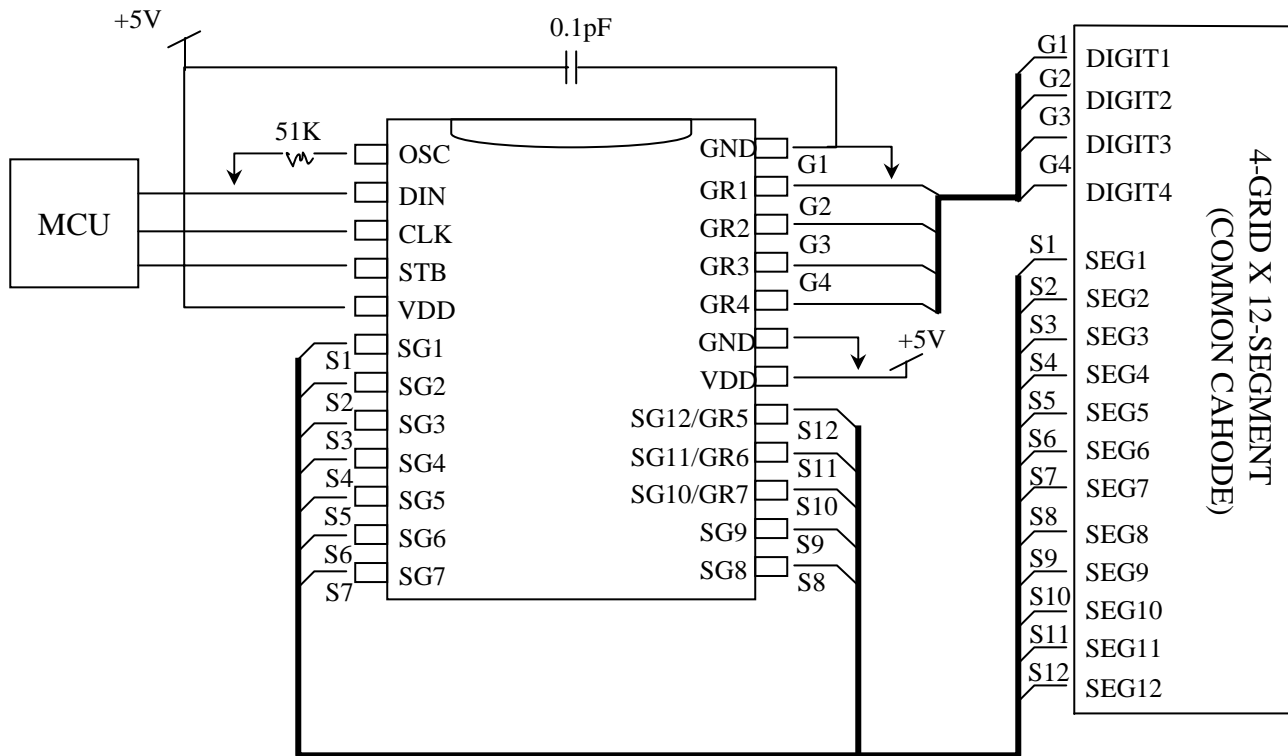 +5V
0.1pF
51K
MCU
OSC
DIN
CLK
STB
VDD
SG1
SG2
SG3
SG4
SG5
SG6
SG7
S1
S2
S3
S4
S5
S6
S7
GND
GR1
GR2
GR3
GR4
GND
VDD
SG12/GR5
SG11/GR6
SG10/GR7
SG9
SG8
G1
G2
G3
G4
+5V
S12
S11
S10
S9
S8
G1
G2
G3
G4
S1
S2
S3
S4
S5
S6
S7
S8
S9
S10
S11
S12
DIGIT1
DIGIT2
DIGIT3
DIGIT4
SEG1
SEG2
SEG3
SEG4
SEG5
SEG6
SEG7
SEG8
SEG9
SEG10
SEG11
SEG12
4-GRID X 12-SEGMENT
(COMMON CAHODE)